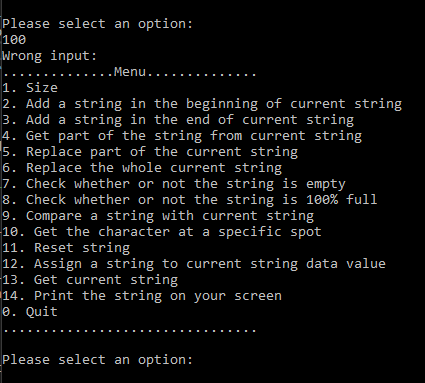 Please select an option:
100
Wrong input:
..............Menu..............
1. Size
2. Add a string in the beginning of current string
3. Add a string in the end of current string
4. Get part of the string from current string
5. Replace part of the current string
6. Replace the whole current string
7. Check whether or not the string is empty
8. Check whether or not the string is 100% full
9. Compare a string with current string
10. Get the character at a specific spot
11. Reset string
12. Assign a string to current string data value
13. Get current string
14. Print the string on your screen
0. Quit
................................
Please select an option: